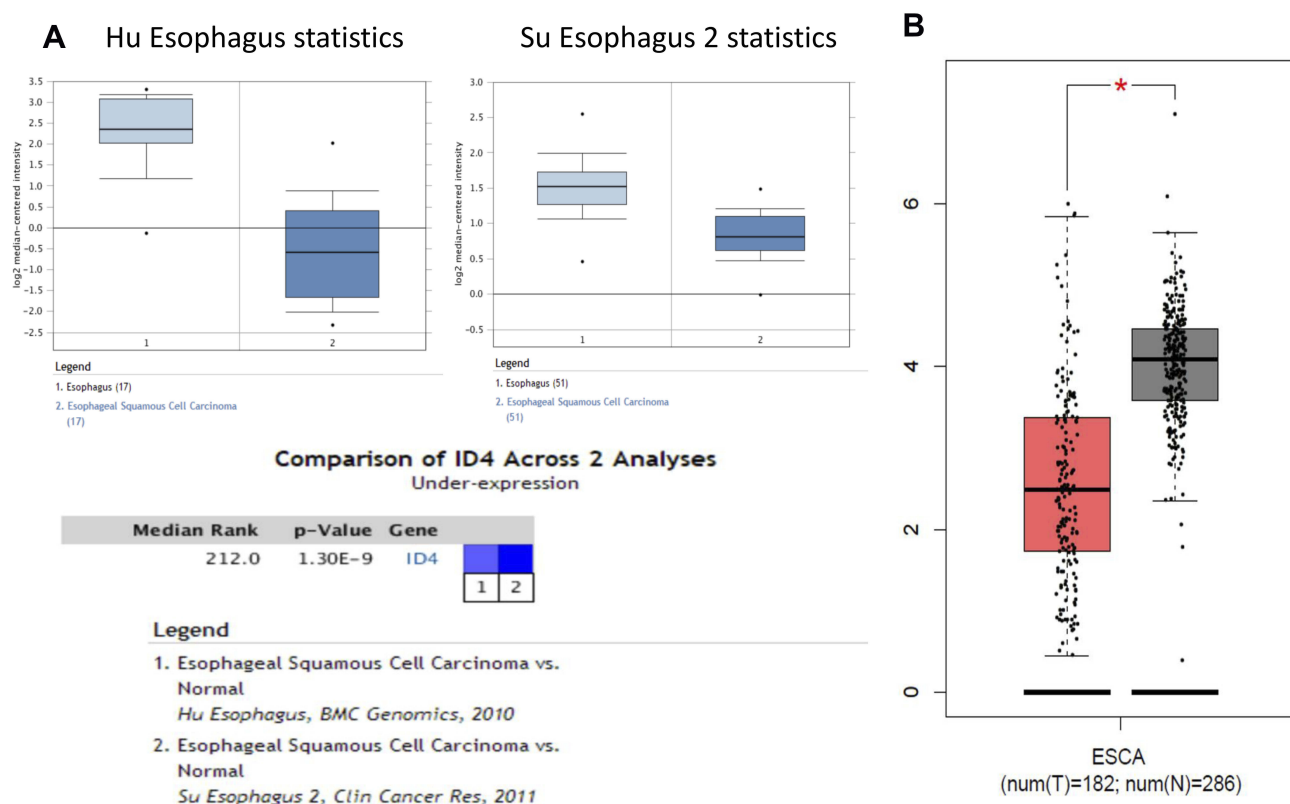 A
Hu Esophagus statistics
log2 median-centered intensity
3.5
3.0
2.5
2.0
1.5
1.0
0.5
0.0
-0.5
-1.0
-1.5
-2.0
-2.5
1
2
Legend
1. Esophagus (17)
2. Esophageal Squamous Cell Carcinoma
(17)
Su Esophagus 2 statistics
log2 median-centered intensity
3.0
2.5
2.0
1.5
1.0
0.5
0.0
-0.5
1
2
Legend
1. Esophagus (51)
2. Esophageal Squamous Cell Carcinoma
(51)
Comparison of ID4 Across 2 Analyses
Under-expression
Median Rank p-Value Gene
212.0 1.30E-9 ID4
1 2
Legend
1. Esophageal Squamous Cell Carcinoma vs.
Normal
Hu Esophagus, BMC Genomics, 2010
2. Esophageal Squamous Cell Carcinoma vs.
Normal
Su Esophagus 2, Clin Cancer Res, 2011
B
*
6
4
2
0
ESCA
(num(T)=182; num(N)=286)